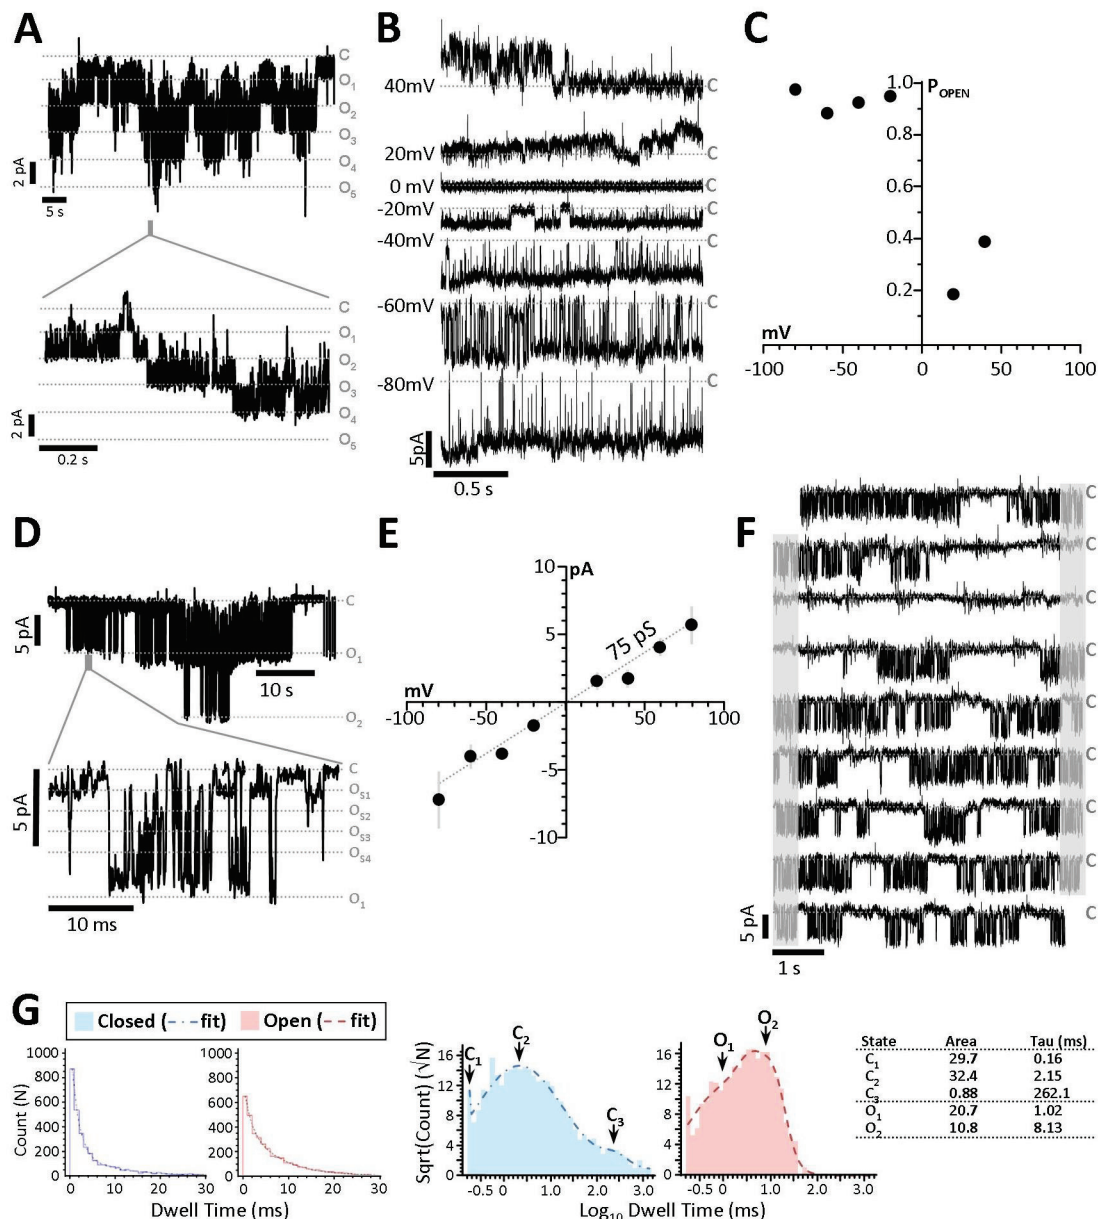 A
C
O1
O2
O3
O4
O5
2 pA
5 s
C
O1
O2
O3
O4
O5
2 pA
0.2 s
B
40mV
C
20mV
C
0 mV
C
-20mV
C
-40mV
C
-60mV
C
-80mV
C
5pA
0.5 s
C
1.0
POPEN
0.8
0.6
0.4
0.2
mV
-100
-50
0
50
100
D
C
5 pA
O1
10 s
O2
C
OS1
OS2
OS3
OS4
O1
5 pA
10 ms
E
10
pA
5
75 pS
mV
-100
-50
50
100
-5
-10
F
C
C
C
C
C
C
C
C
C
5 pA
1 s
G
Closed (fit) Open (fit)
Count (N)
1000
800
600
400
200
0
0 10 20 30
1000
800
600
400
200
0
0 10 20 30
Dwell Time (ms)
Sqrt(Count) (√N)
16
12
8
4
0
C1
C2
C3
-0.5 0 1.0 2.0 3.0
16
12
8
4
0
O1
O2
-0.5 0 1.0 2.0 3.0
Log10 Dwell Time (ms)
State Area Tau (ms)
C1 29.7 0.16
C2 32.4 2.15
C3 0.88 262.1
O1 20.7 1.02
O2 10.8 8.13